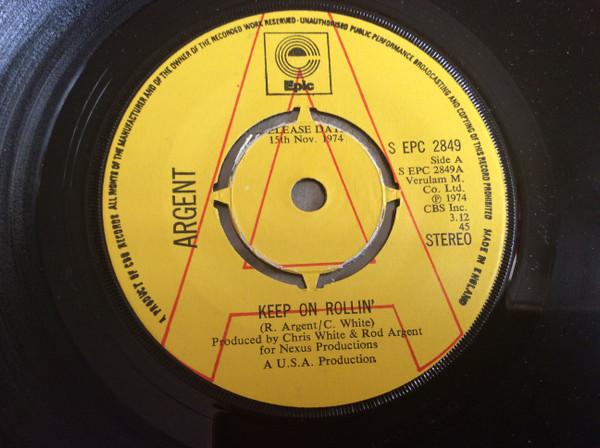 A PRODUCT OF CBS RECORDS ALL RIGHTS OF THE MANUFACTURER AND OF THE OWNER OF THE RECORDED WORK RESERVED · UNAUTHORISED PUBLIC PERFORMANCE BROADCASTING AND COPYING OF THIS RECORD PROHIBITED MADE IN ENGLAND
Epic
A
ELEASE DAT
15th Nov. 1974
ARGENT
S EPC 2849
Side A
S EPC 2849A
Verulam M.
Co. Ltd.
℗ 1974
CBS Inc.
3.12
45
STEREO
KEEP ON ROLLIN'
(R. Argent/C. White)
Produced by Chris White & Rod Argent
for Nexus Productions
A U.S.A. Production